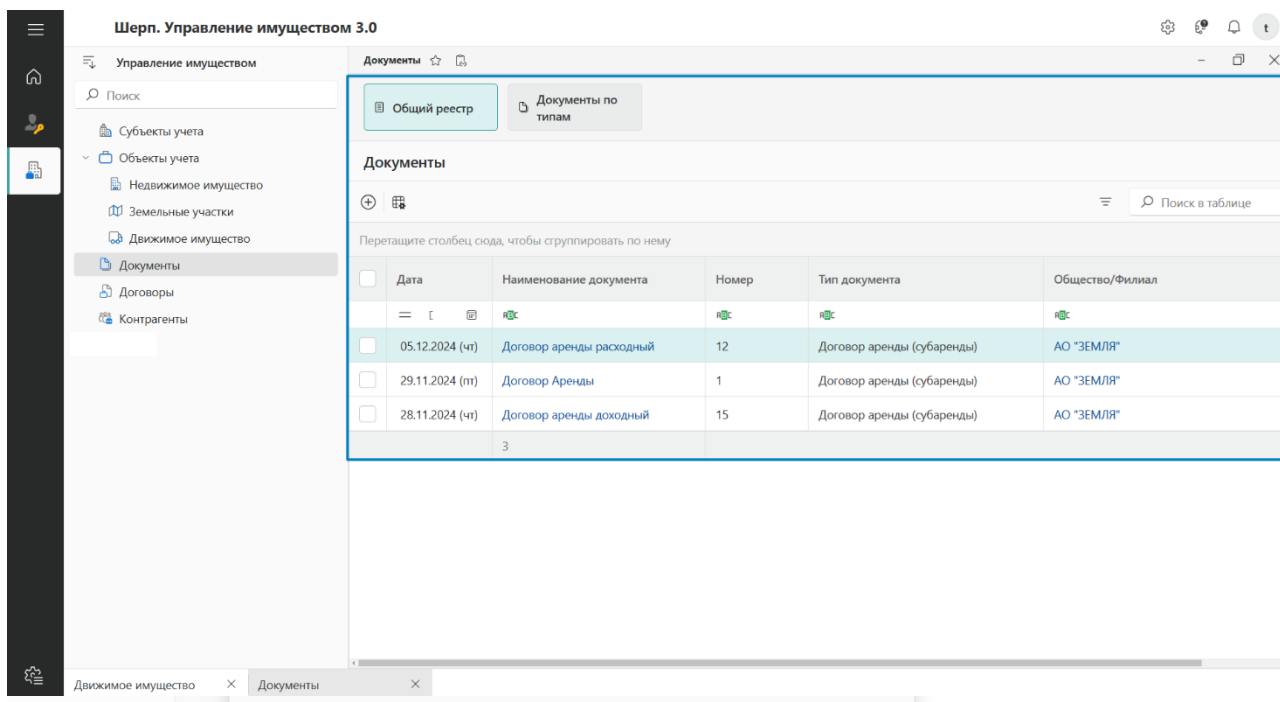 Шерп. Управление имуществом 3.0
t
Управление имуществом
Документы
Поиск
Общий реестр
Документы по
типам
Субъекты учета
Объекты учета
Недвижимое имущество
Земельные участки
Движимое имущество
Документы
Договоры
Контрагенты
Документы
Поиск в таблице
Перетащите столбец сюда, чтобы сгруппировать по нему
Дата Наименование документа Номер Тип документа Общество/Филиал
05.12.2024 (чт) Договор аренды расходный 12 Договор аренды (субаренды) АО "ЗЕМЛЯ"
29.11.2024 (пт) Договор Аренды 1 Договор аренды (субаренды) АО "ЗЕМЛЯ"
28.11.2024 (чт) Договор аренды доходный 15 Договор аренды (субаренды) АО "ЗЕМЛЯ"
3
Движимое имущество Документы